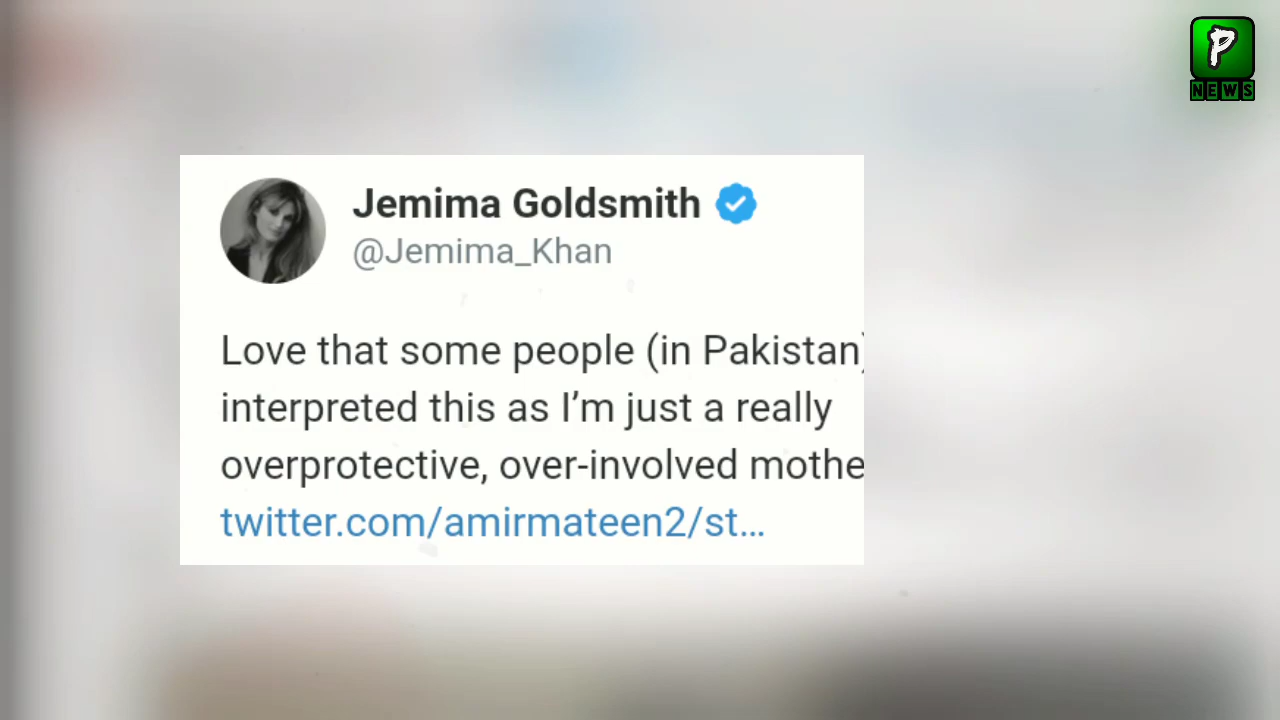 P
NEWS
Jemima Goldsmith
@Jemima_Khan
Love that some people (in Pakistan)
interpreted this as I’m just a really
overprotective, over-involved mothe
twitter.com/amirmateen2/st…